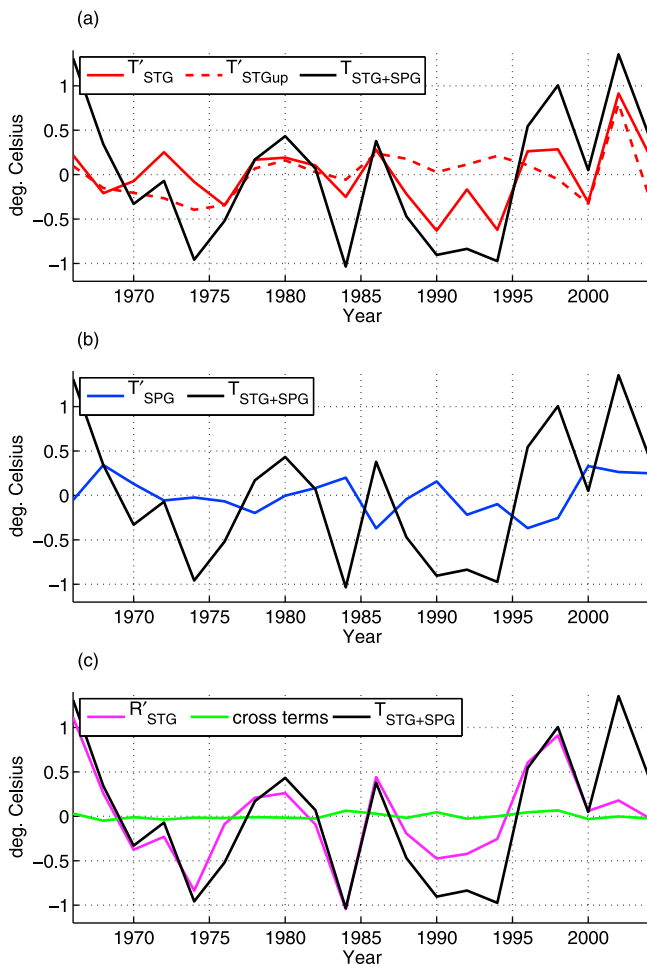 (a)
T′STG T′STGup TSTG+SPG
deg. Celsius
1
0.5
0
−0.5
−1
1970 1975 1980 1985 1990 1995 2000
Year
(b)
T′SPG TSTG+SPG
deg. Celsius
1
0.5
0
−0.5
−1
1970 1975 1980 1985 1990 1995 2000
Year
(c)
R′STG cross terms TSTG+SPG
deg. Celsius
1
0.5
0
−0.5
−1
1970 1975 1980 1985 1990 1995 2000
Year